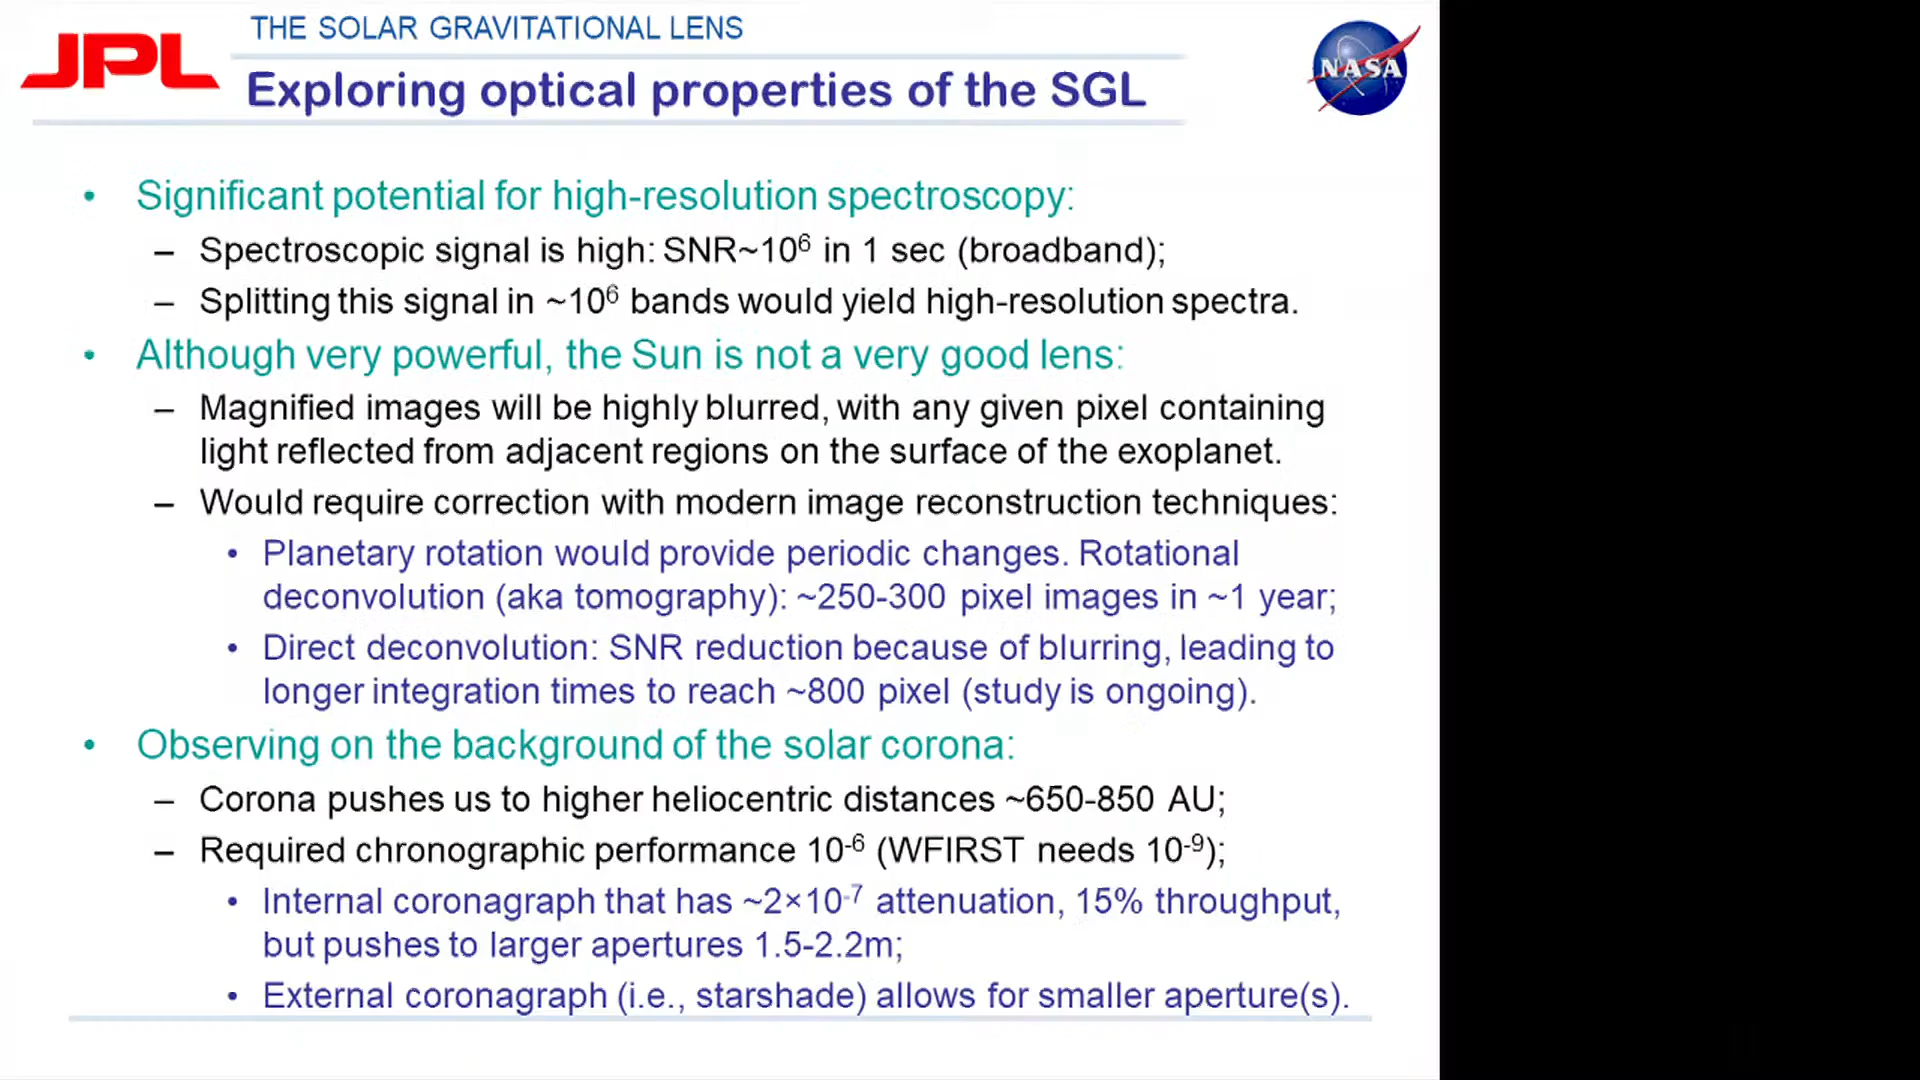 THE SOLAR GRAVITATIONAL LENS
JPL
NASA
Exploring optical properties of the SGL
• Significant potential for high-resolution spectroscopy:
– Spectroscopic signal is high: SNR~10⁶ in 1 sec (broadband);
– Splitting this signal in ~10⁶ bands would yield high-resolution spectra.
• Although very powerful, the Sun is not a very good lens:
– Magnified images will be highly blurred, with any given pixel containing
light reflected from adjacent regions on the surface of the exoplanet.
– Would require correction with modern image reconstruction techniques:
• Planetary rotation would provide periodic changes. Rotational
deconvolution (aka tomography): ~250-300 pixel images in ~1 year;
• Direct deconvolution: SNR reduction because of blurring, leading to
longer integration times to reach ~800 pixel (study is ongoing).
• Observing on the background of the solar corona:
– Corona pushes us to higher heliocentric distances ~650-850 AU;
– Required chronographic performance 10⁻⁶ (WFIRST needs 10⁻⁹);
• Internal coronagraph that has ~2×10⁻⁷ attenuation, 15% throughput,
but pushes to larger apertures 1.5-2.2m;
• External coronagraph (i.e., starshade) allows for smaller aperture(s).